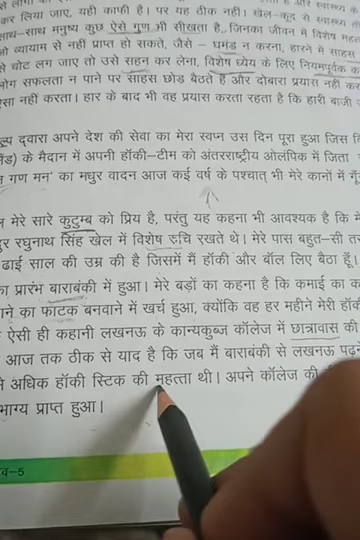 कर लिया जाए, यही काफी है। पर यह ठीक नहीं। खेल-कूद से स्वास्थ्य
साथ-साथ मनुष्य कुछ ऐसे गुण भी सीखता है, जिनका जीवन में विशेष
जो व्यायाम से नहीं प्राप्त हो सकते, जैसे - घमंड न करना, हारने में साहस
से चोट लग जाए तो उसे सहन कर लेना, विशेष ध्येय के लिए नियमपूर्वक
लोग सफलता न पाने पर साहस छोड़ बैठते हैं और दोबारा प्रयास नहीं कर
ऐसा नहीं करता। हार के बाद भी वह प्रयास करता रहता है कि हारी बाजी
द्वारा अपने देश की सेवा का मेरा स्वप्न उस दिन पूरा हुआ जिस
के मैदान में अपनी हॉकी-टीम को अंतरराष्ट्रीय ओलंपिक में जिता
गण मन' का मधुर वादन आज कई वर्ष के पश्चात् भी मेरे कानों में
मेरे सारे कुटुम्ब को प्रिय है, परंतु यह कहना भी आवश्यक है कि
रघुनाथ सिंह खेल में विशेष रुचि रखते थे। मेरे पास बहुत-सी
ढाई साल की उम्र की है जिसमें मैं हॉकी और बॉल लिए बैठा हूँ।
का प्रारंभ बाराबंकी में हुआ। मेरे बड़ों का कहना है कि कमाई का
का फाटक बनवाने में खर्च हुआ, क्योंकि वह हर महीने मेरी
ऐसी ही कहानी लखनऊ के कान्यकुब्ज कॉलेज में छात्रावास की
आज तक ठीक से याद है कि जब मैं बाराबंकी से लखनऊ पढ़ने
अधिक हॉकी स्टिक की महत्ता थी। अपने कॉलेज की
भाग्य प्राप्त हुआ।
व-5